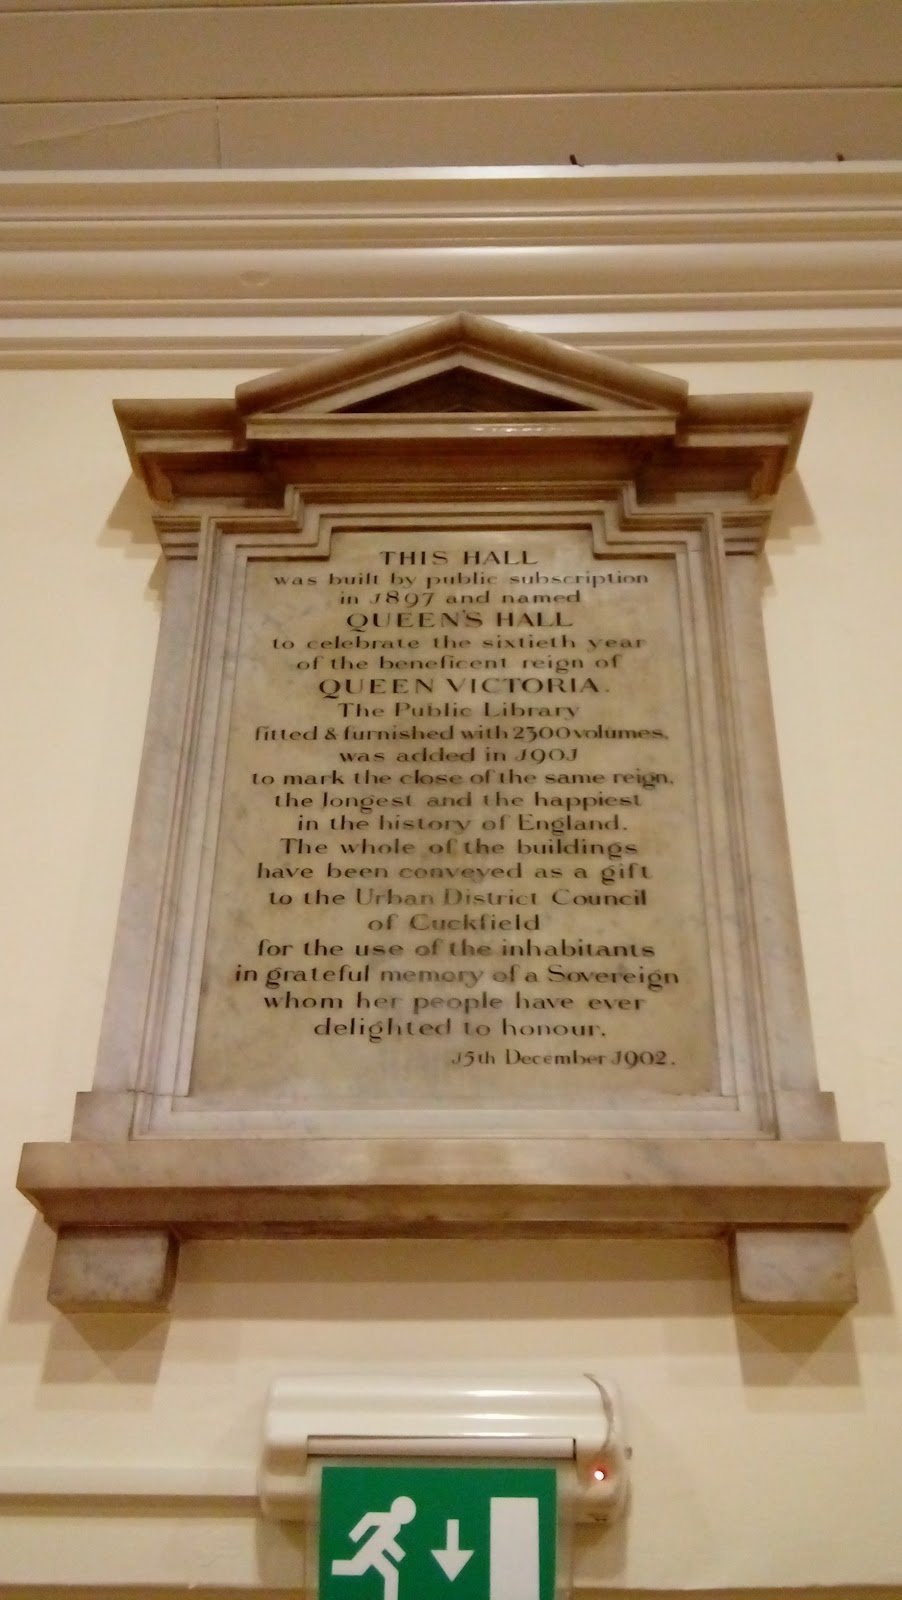 THIS HALL
was built by public subscription
in 1897 and named
QUEEN'S HALL
to celebrate the sixtieth year
of the beneficent reign of
QUEEN VICTORIA.
The Public Library
fitted & furnished with 2300 volumes,
was added in 1901
to mark the close of the same reign,
the longest and the happiest
in the history of England.
The whole of the buildings
have been conveyed as a gift
to the Urban District Council
of Cuckfield
for the use of the inhabitants
in grateful memory of a Sovereign
whom her people have ever
delighted to honour.
15th December 1902.